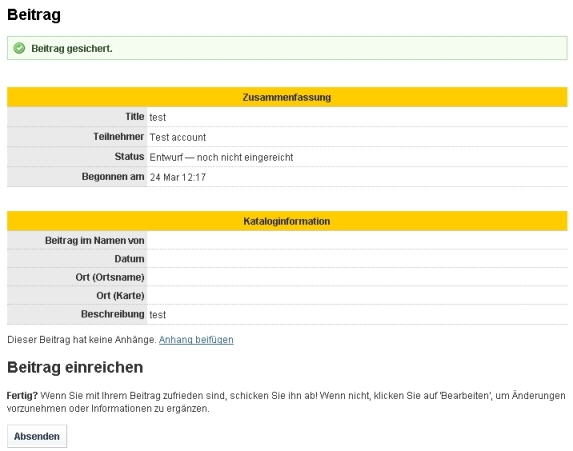 Beitrag
Beitrag gesichert.
Zusammenfassung
Title test
Teilnehmer Test account
Status Entwurf — noch nicht eingereicht
Begonnen am 24 Mar 12:17
Kataloginformation
Beitrag im Namen von
Datum
Ort (Ortsname)
Ort (Karte)
Beschreibung test
Dieser Beitrag hat keine Anhänge. Anhang beifügen
Beitrag einreichen
Fertig? Wenn Sie mit Ihrem Beitrag zufrieden sind, schicken Sie ihn ab! Wenn nicht, klicken Sie auf 'Bearbeiten', um Änderungen
vorzunehmen oder Informationen zu ergänzen.
Absenden